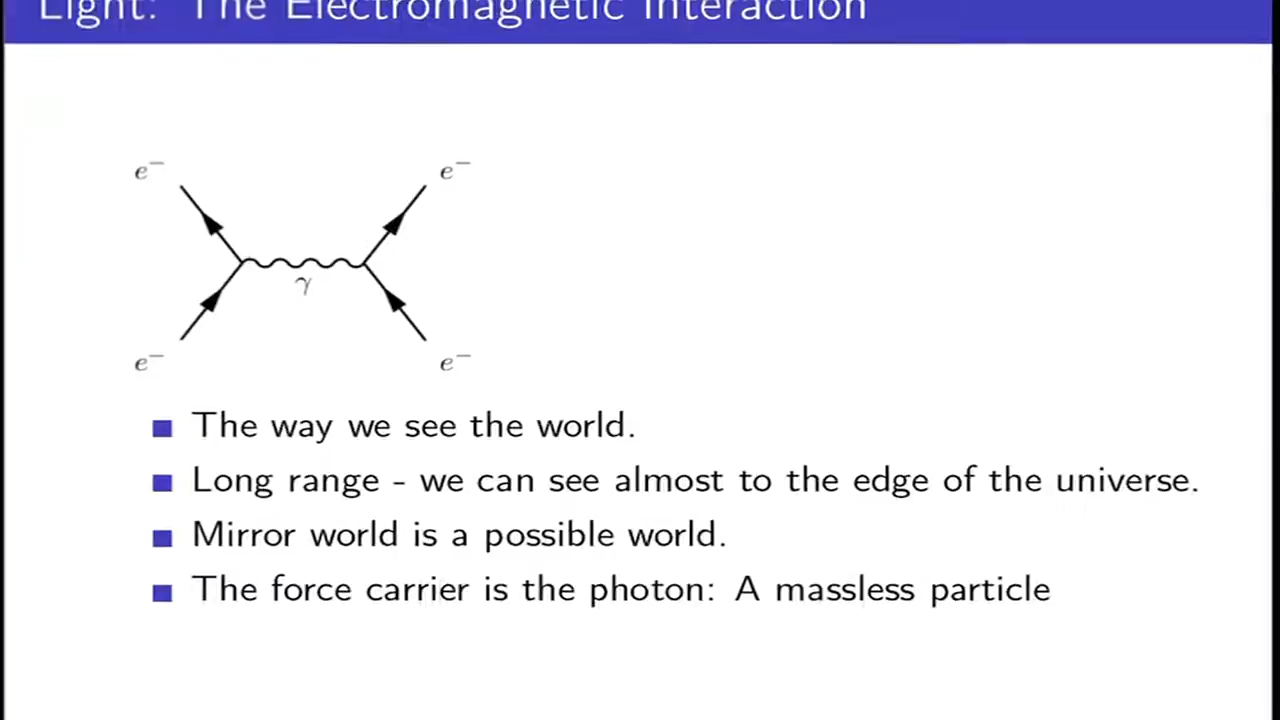 Light: The Electromagnetic Interaction
e⁻ e⁻
γ
e⁻ e⁻
The way we see the world.
Long range - we can see almost to the edge of the universe.
Mirror world is a possible world.
The force carrier is the photon: A massless particle